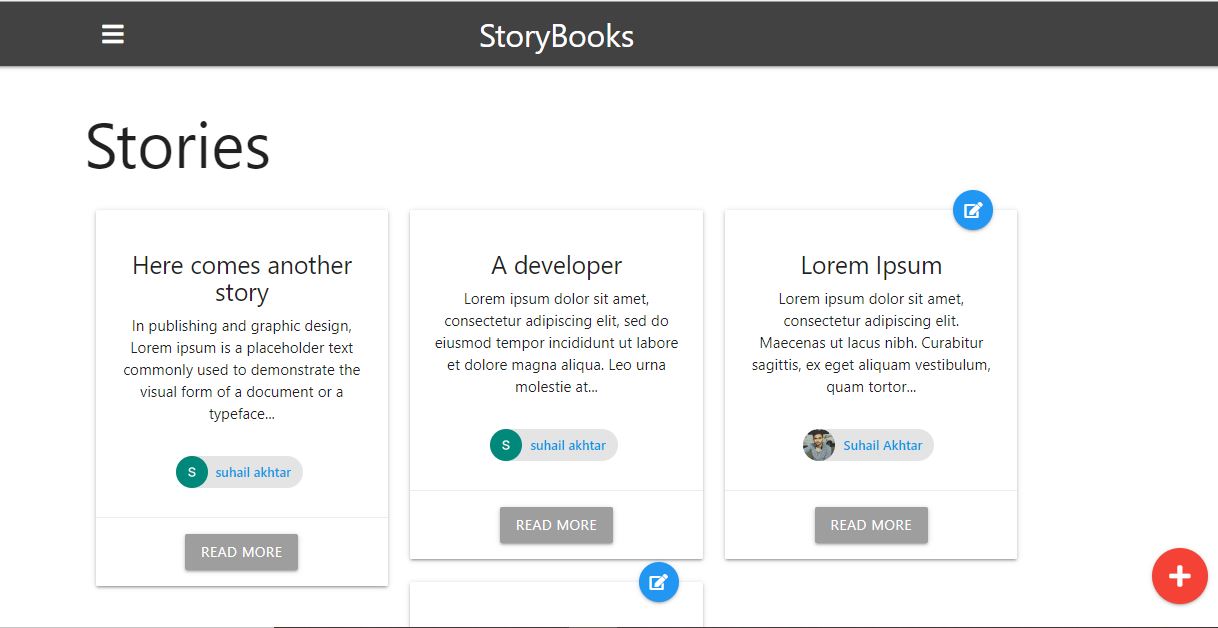 StoryBooks
Stories
Here comes another
story
In publishing and graphic design,
Lorem ipsum is a placeholder text
commonly used to demonstrate the
visual form of a document or a
typeface...
S suhail akhtar
READ MORE
A developer
Lorem ipsum dolor sit amet,
consectetur adipiscing elit, sed do
eiusmod tempor incididunt ut labore
et dolore magna aliqua. Leo urna
molestie at...
S suhail akhtar
READ MORE
Lorem Ipsum
Lorem ipsum dolor sit amet,
consectetur adipiscing elit.
Maecenas ut lacus nibh. Curabitur
sagittis, ex eget aliquam vestibulum,
quam tortor...
Suhail Akhtar
READ MORE